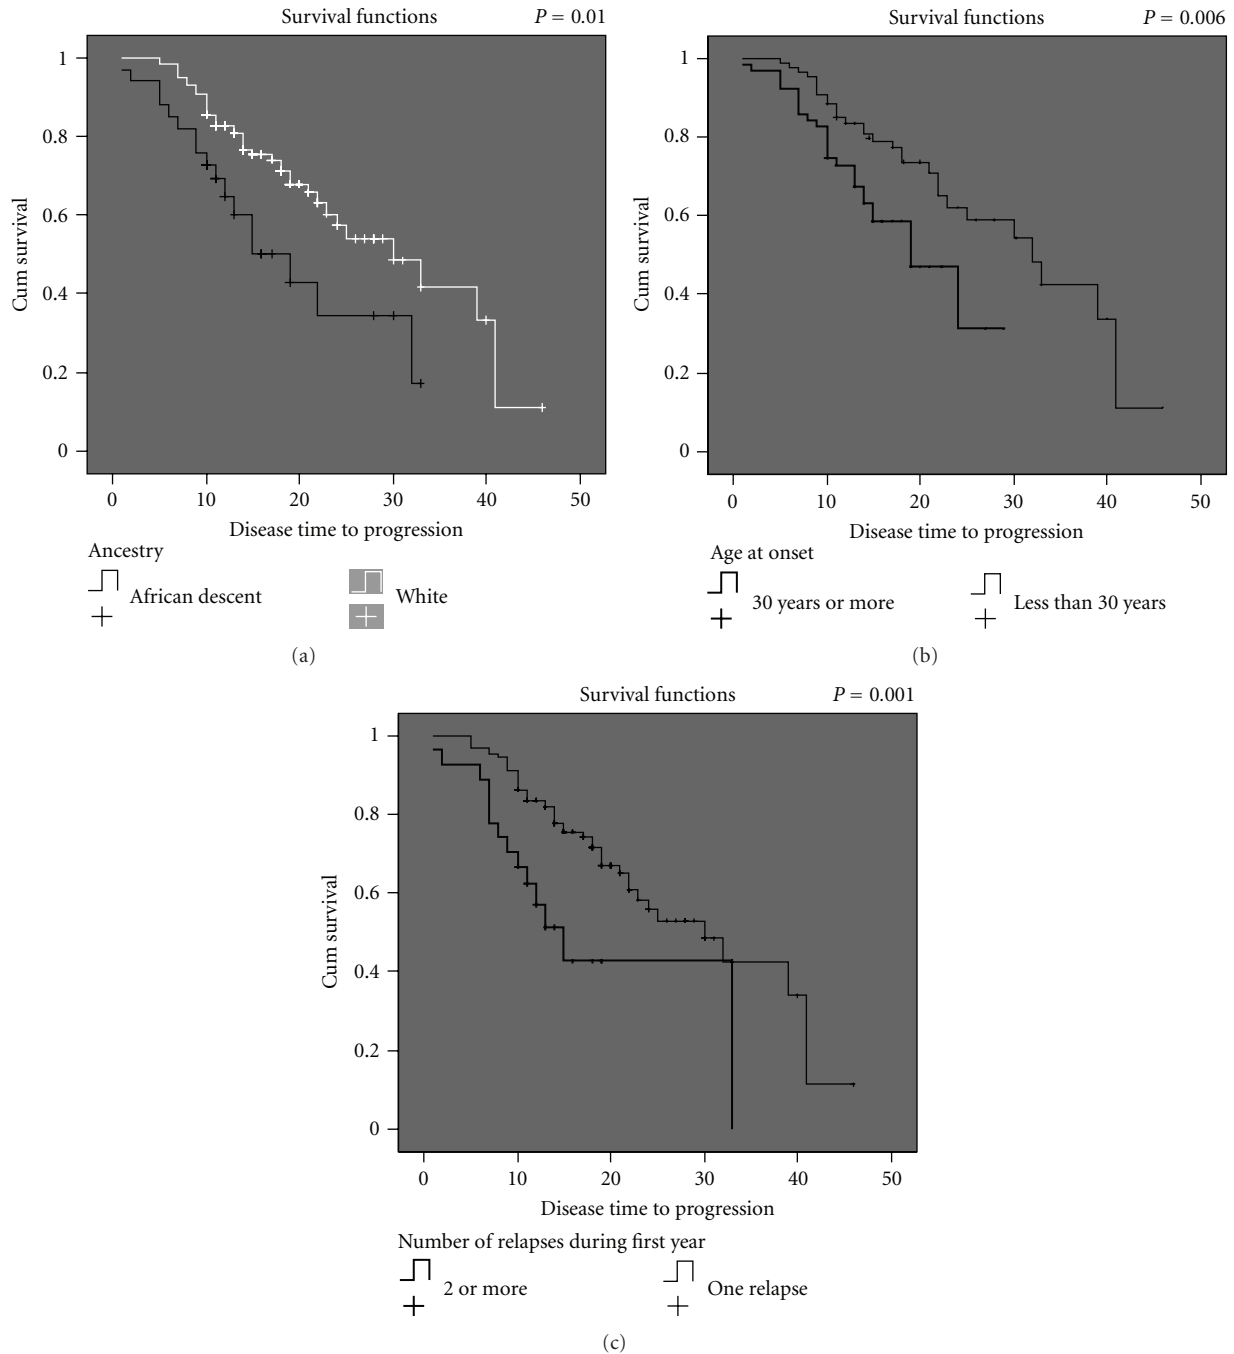 Survival functions P = 0.01
1
0.8
0.6
0.4
0.2
0
Cum survival
0 10 20 30 40 50
Disease time to progression
Ancestry
African descent White
(a)
Survival functions P = 0.006
1
0.8
0.6
0.4
0.2
0
Cum survival
0 10 20 30 40 50
Disease time to progression
Age at onset
30 years or more Less than 30 years
(b)
Survival functions P = 0.001
1
0.8
0.6
0.4
0.2
0
Cum survival
0 10 20 30 40 50
Disease time to progression
Number of relapses during first year
2 or more One relapse
(c)